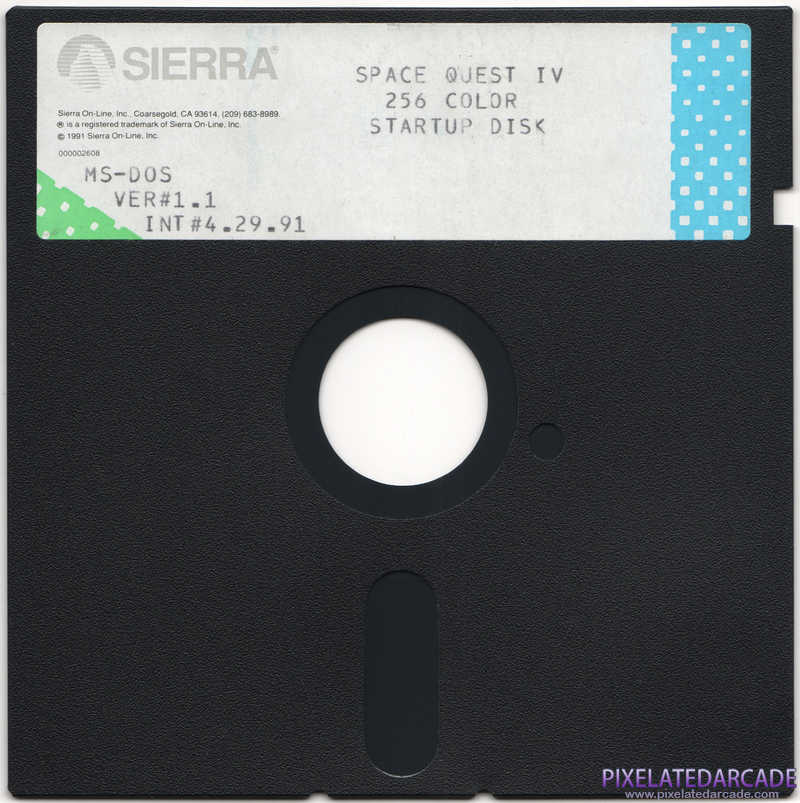 SIERRA®
SPACE QUEST IV
256 COLOR
STARTUP DISK
Sierra On-Line, Inc., Coarsegold, CA 93614, (209) 683-8989.
® is a registered trademark of Sierra On-Line, Inc.
© 1991 Sierra On-Line, Inc.
000002608
MS-DOS
VER#1.1
INT#4.29.91
PIXELATEDARCADE
www.pixelatedarcade.com